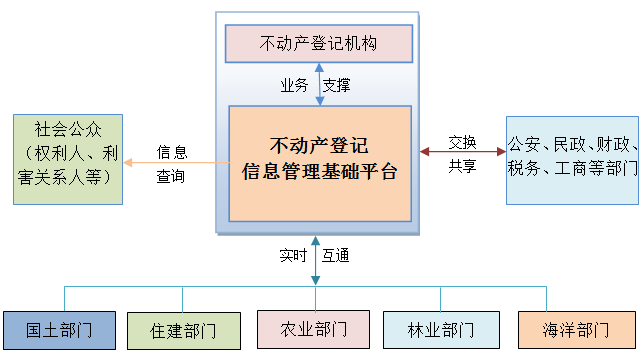 不动产登记机构
业务 支撑
不动产登记
信息管理基础平台
社会公众
（权利人、利
害关系人等）
信息
查询
交换
共享
公安、民政、财政、
税务、工商等部门
实时 互通
国土部门
住建部门
农业部门
林业部门
海洋部门